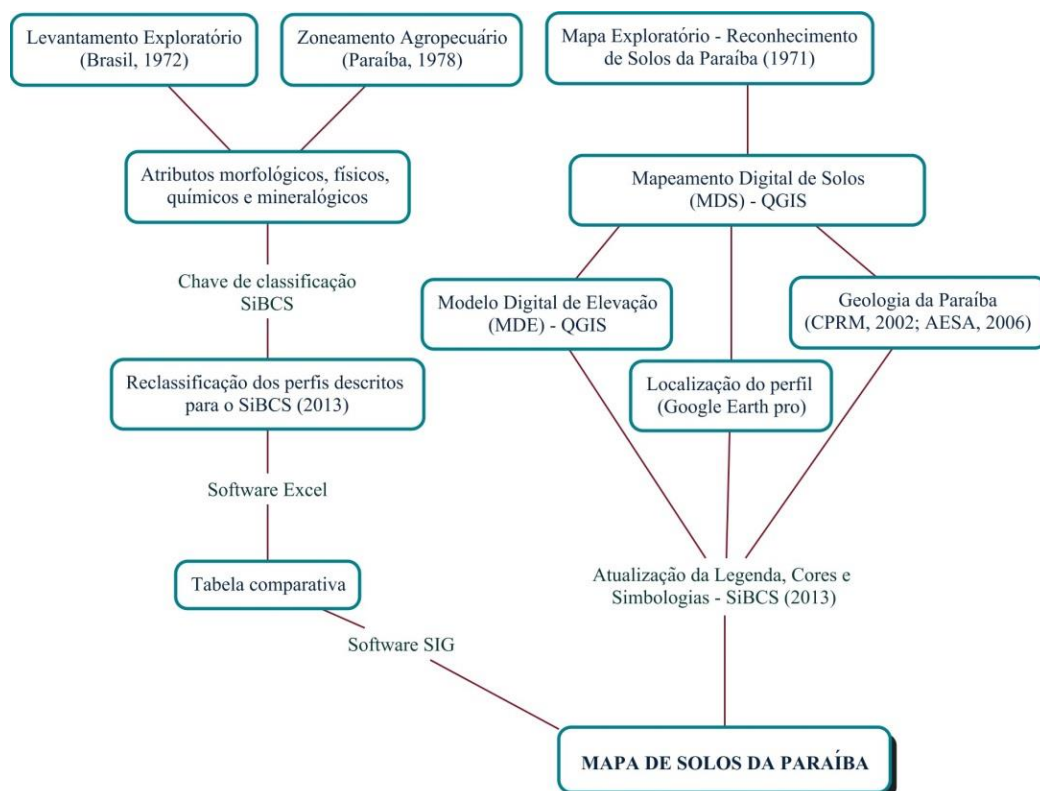 Levantamento Exploratório
(Brasil, 1972)
Zoneamento Agropecuário
(Paraíba, 1978)
Mapa Exploratório - Reconhecimento
de Solos da Paraíba (1971)
Atributos morfológicos, físicos,
químicos e mineralógicos
Mapeamento Digital de Solos
(MDS) - QGIS
Chave de classificação
SiBCS
Modelo Digital de Elevação
(MDE) - QGIS
Geologia da Paraíba
(CPRM, 2002; AESA, 2006)
Reclassificação dos perfis descritos
para o SiBCS (2013)
Localização do perfil
(Google Earth pro)
Software Excel
Tabela comparativa
Atualização da Legenda, Cores e
Simbologias - SiBCS (2013)
Software SIG
MAPA DE SOLOS DA PARAÍBA